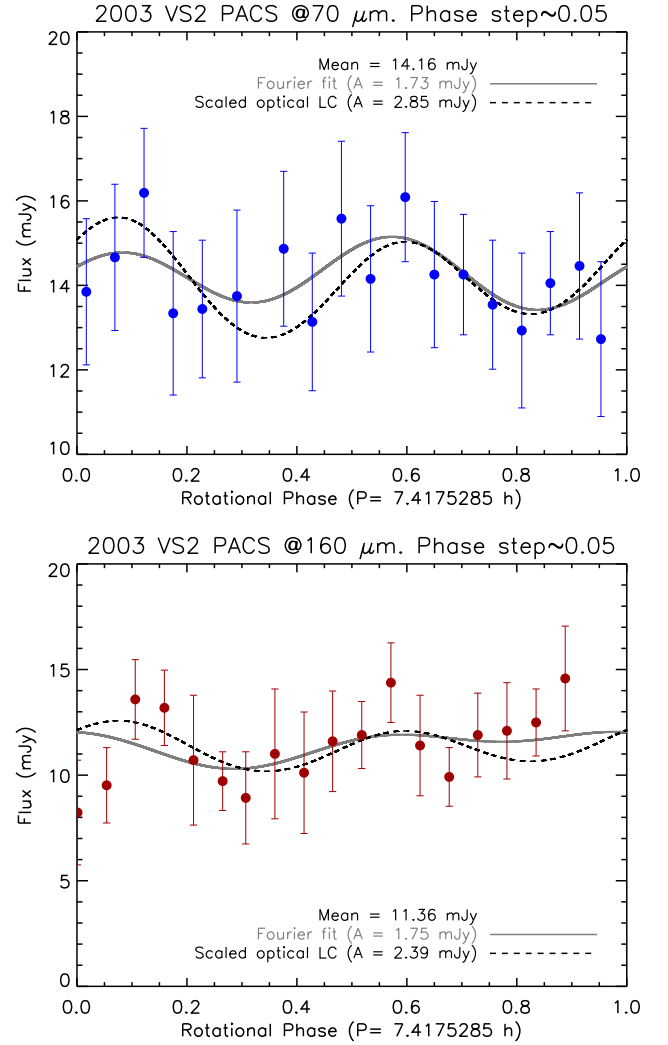 2003 VS2 PACS @70 μm. Phase step~0.05
20
Mean = 14.16 mJy
Fourier fit (A = 1.73 mJy)
Scaled optical LC (A = 2.85 mJy)
18
16
14
12
10
Flux (mJy)
0.0 0.2 0.4 0.6 0.8 1.0
Rotational Phase (P= 7.4175285 h)
2003 VS2 PACS @160 μm. Phase step~0.05
20
15
10
5
0
Flux (mJy)
Mean = 11.36 mJy
Fourier fit (A = 1.75 mJy)
Scaled optical LC (A = 2.39 mJy)
0.0 0.2 0.4 0.6 0.8 1.0
Rotational Phase (P= 7.4175285 h)